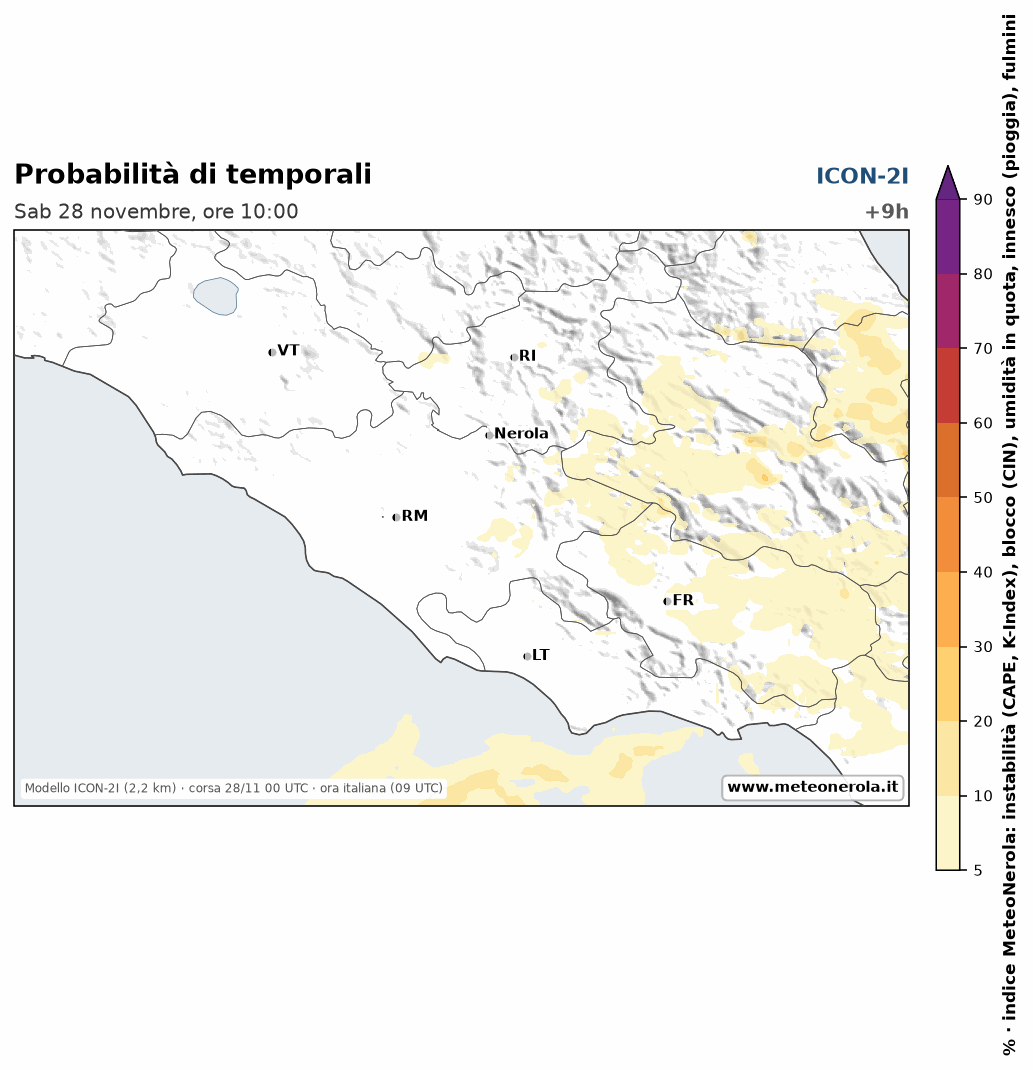 Probabilità di temporali
ICON-2I
Sab 28 novembre, ore 10:00
+9h
VT
RI
Nerola
RM
FR
LT
Modello ICON-2I (2,2 km) · corsa 28/11 00 UTC · ora italiana (09 UTC)
www.meteonerola.it
90
80
70
60
50
40
30
20
10
5
% · indice MeteoNerola: instabilità (CAPE, K-Index), blocco (CIN), umidità in quota, innesco (pioggia), fulmini